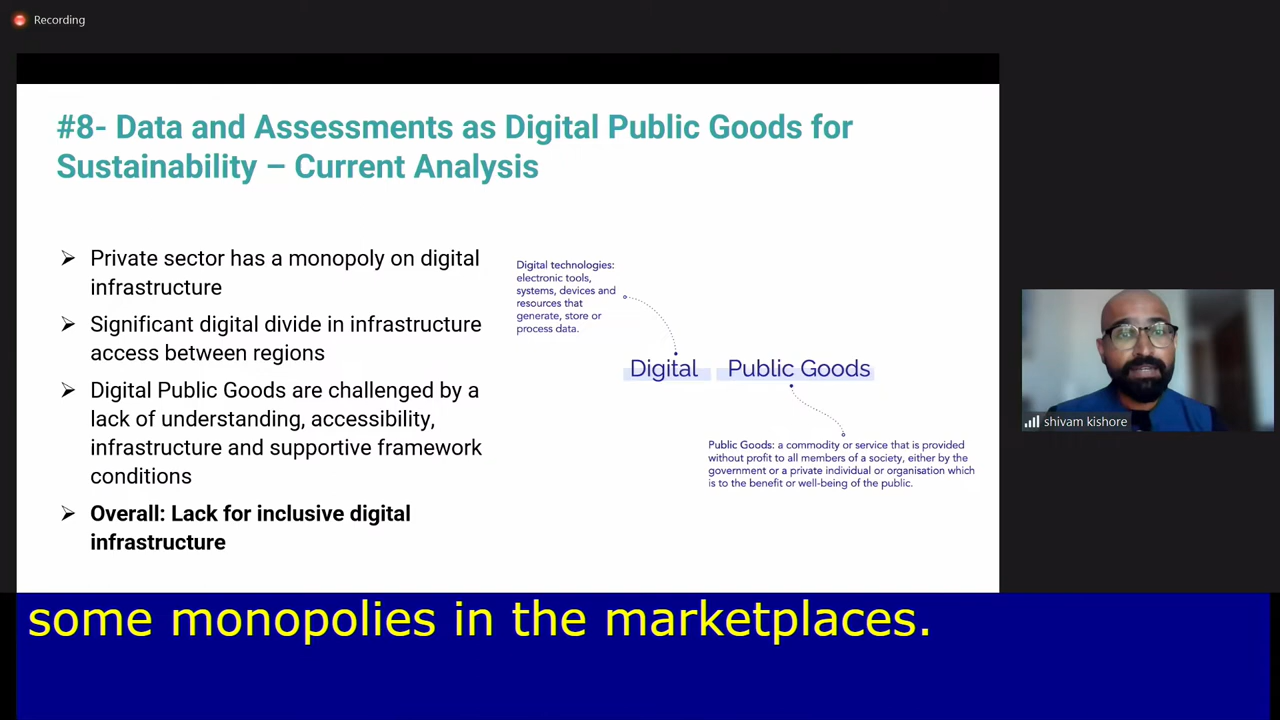 Recording
#8- Data and Assessments as Digital Public Goods for
Sustainability – Current Analysis
➢ Private sector has a monopoly on digital
infrastructure
➢ Significant digital divide in infrastructure
access between regions
➢ Digital Public Goods are challenged by a
lack of understanding, accessibility,
infrastructure and supportive framework
conditions
➢ Overall: Lack for inclusive digital
infrastructure
Digital technologies:
electronic tools,
systems, devices and
resources that
generate, store or
process data.
Digital Public Goods
Public Goods: a commodity or service that is provided
without profit to all members of a society, either by the
government or a private individual or organisation which
is to the benefit or well-being of the public.
shivam kishore
some monopolies in the marketplaces.